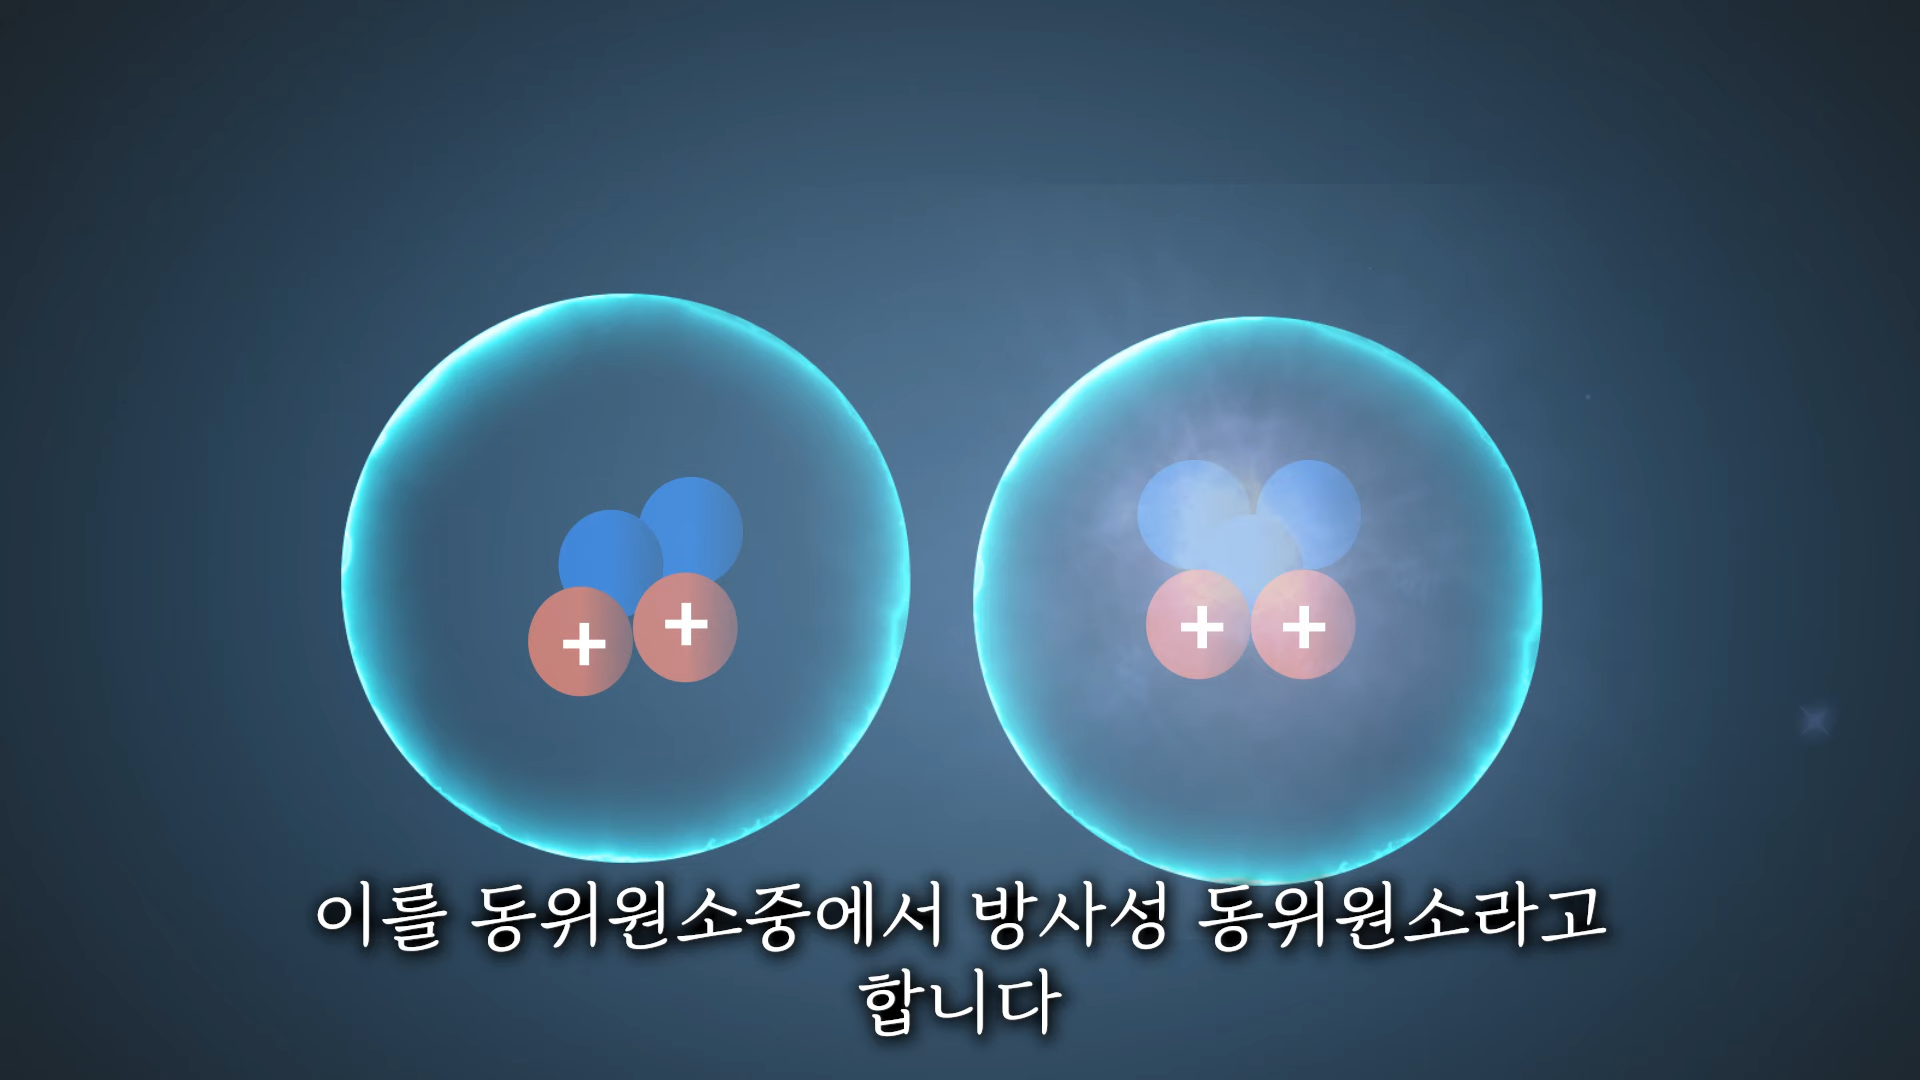 + +
+ +
이를 동위원소중에서 방사성 동위원소라고
합니다